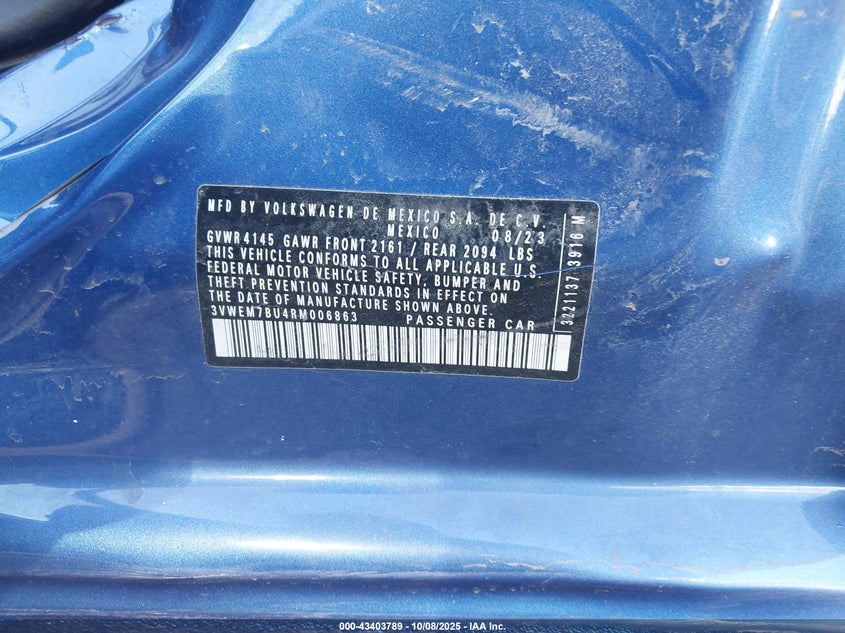 MFD BY VOLKSWAGEN DE MEXICO S.A. DE C.V.
MEXICO 08/23
GVWR 4145 GAWR FRONT 2161 / REAR 2094 LBS
THIS VEHICLE CONFORMS TO ALL APPLICABLE U.S.
FEDERAL MOTOR VEHICLE SAFETY, BUMPER AND
THEFT PREVENTION STANDARDS IN EFFECT ON
THE DATE OF MANUFACTURE SHOWN ABOVE.
3VWEM7BU4RM006863 PASSENGER CAR
3916 M
000-43403789 - 10/08/2025 - IAA Inc.